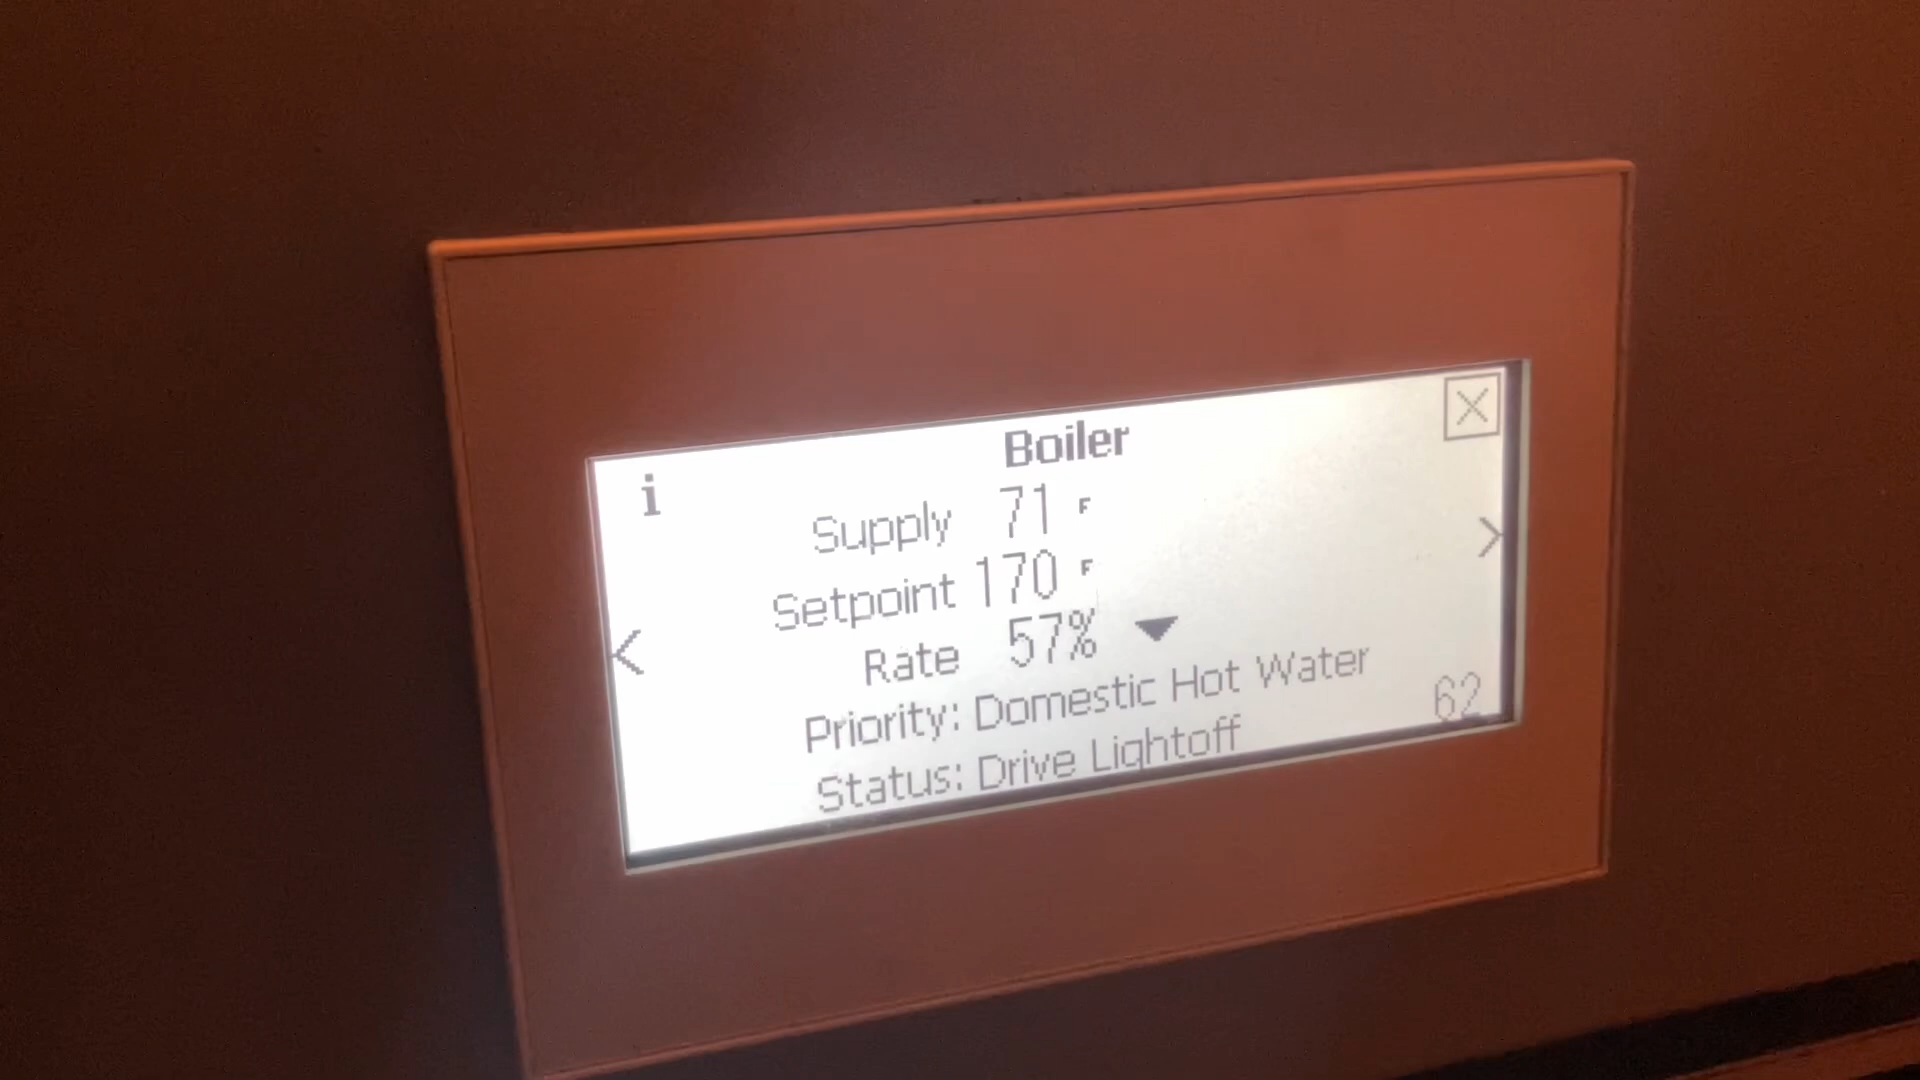 Boiler
i
Supply 71 F
Setpoint 170 F
Rate 57%
Priority: Domestic Hot Water
62
Status: Drive Lightoff